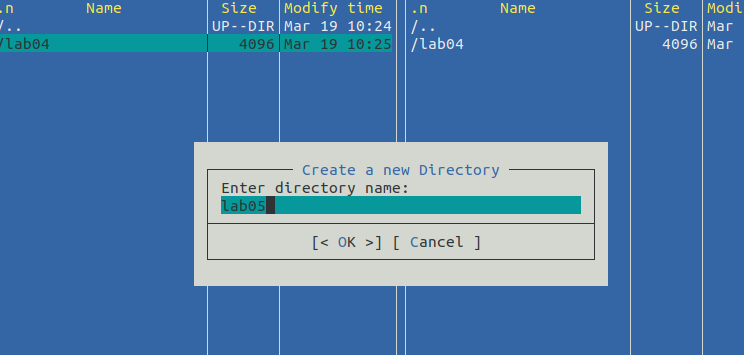 .n Name Size Modify time .n Name Size Modi
/.. UP--DIR Mar 19 10:24 /.. UP--DIR Mar
/lab04 4096 Mar 19 10:25 /lab04 4096 Mar
Create a new Directory
Enter directory name:
lab05
[< OK >] [ Cancel ]